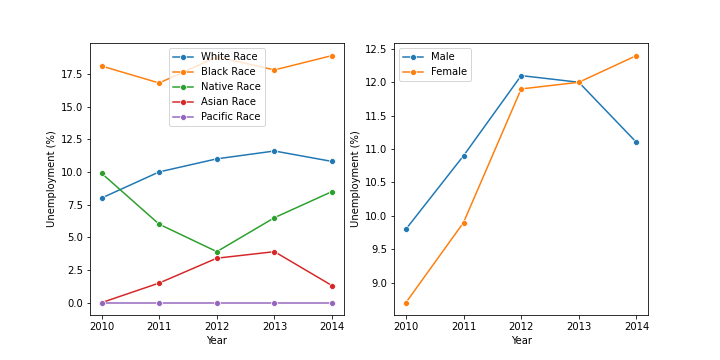 White Race
Black Race
Native Race
Asian Race
Pacific Race
17.5
15.0
12.5
10.0
7.5
5.0
2.5
0.0
Unemployment (%)
2010 2011 2012 2013 2014
Year
Male
Female
12.5
12.0
11.5
11.0
10.5
10.0
9.5
9.0
Unemployment (%)
2010 2011 2012 2013 2014
Year